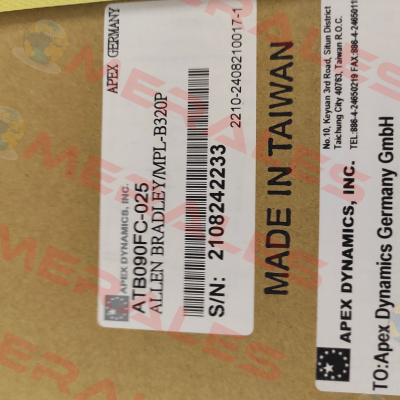 APEX DYNAMICS, INC.
ATB090FC-025
ALLEN BRADLEY/MPL-B320P
S/N: 2108242233
2210-2408210017-1
APEX GERMANY
MADE IN TAIWAN
No.10, Keyuan 3rd Road, Situn District
Taichung City 40763, Taiwan R.O.C.
TEL:886-4-24650219 FAX:886-4-2465011
APEX DYNAMICS, INC.
TO:Apex Dynamics Germany GmbH
MERALES